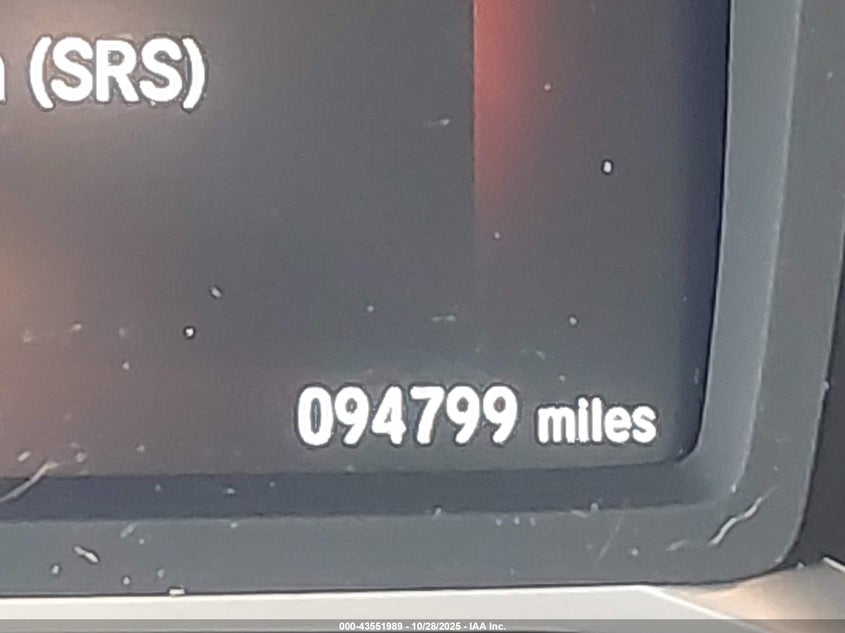 (SRS)
094799 miles
000-43551989 - 10/28/2025 - IAA Inc.